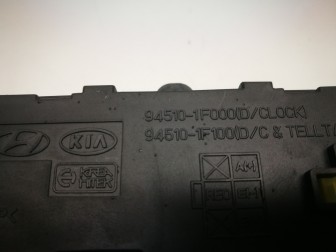 94510-1F000(D/CLOCK)
94510-1F100(D/C & TELLT
KIA
AM